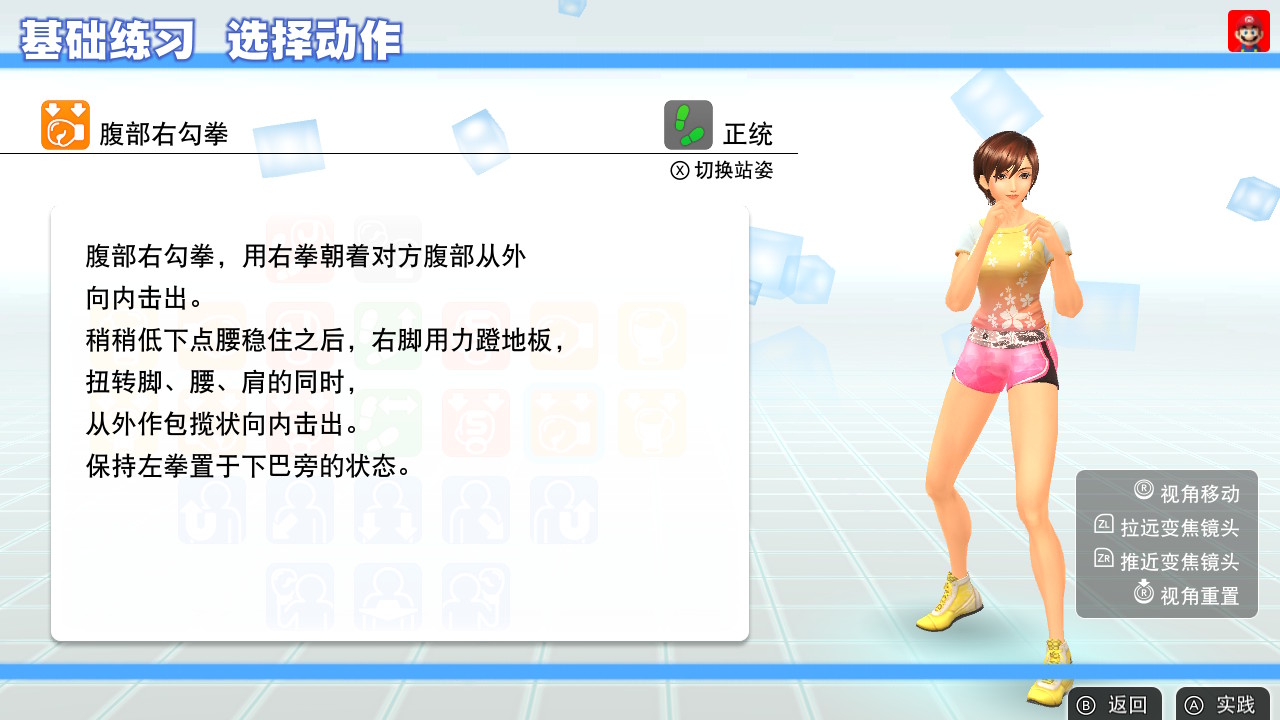 基础练习 选择动作
腹部右勾拳
正统
X 切换站姿
腹部右勾拳，用右拳朝着对方腹部从外
向内击出。
稍稍低下点腰稳住之后，右脚用力蹬地板，
扭转脚、腰、肩的同时，
从外作包揽状向内击出。
保持左拳置于下巴旁的状态。
R 视角移动
ZL 拉远变焦镜头
ZR 推近变焦镜头
R 视角重置
B 返回
A 实践